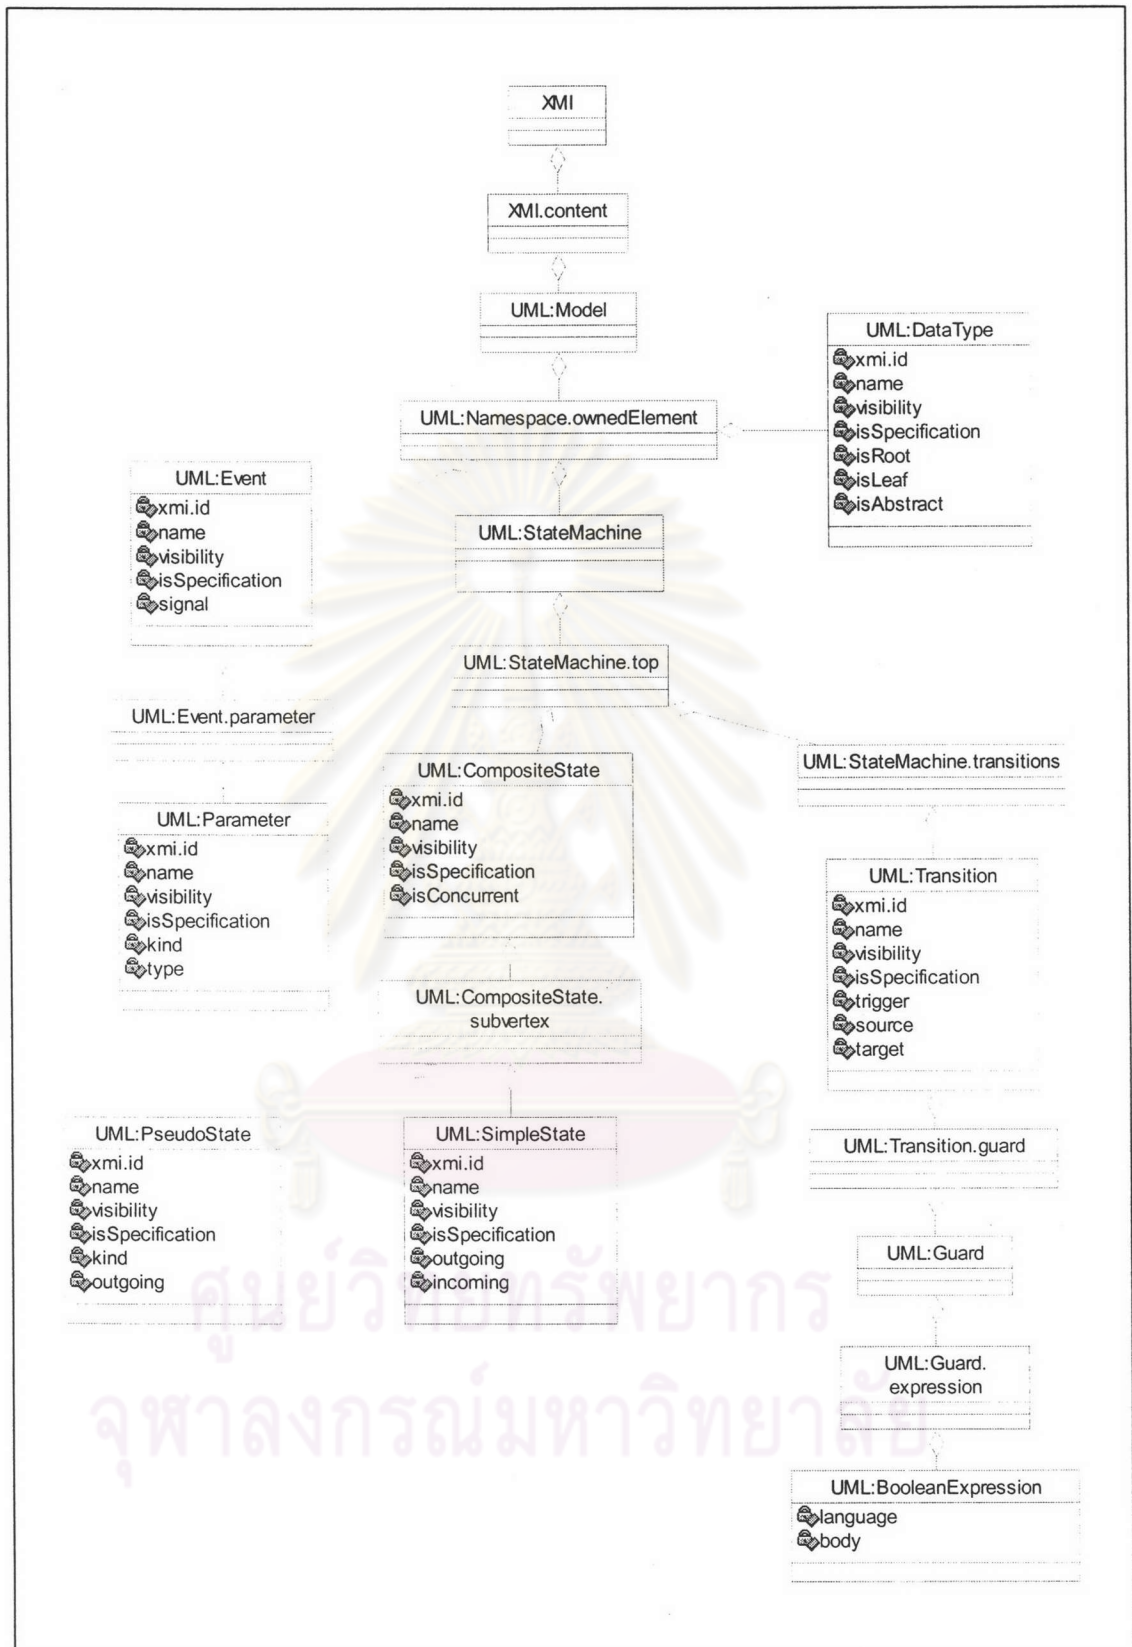 XMI
XMI.content
UML:Model
UML:DataType
xmi.id
name
visibility
isSpecification
isRoot
isLeaf
isAbstract
UML:Namespace.ownedElement
UML:Event
xmi.id
name
visibility
isSpecification
signal
UML:StateMachine
UML:StateMachine.top
UML:Event.parameter
UML:StateMachine.transitions
UML:CompositeState
xmi.id
name
visibility
isSpecification
isConcurrent
UML:Parameter
xmi.id
name
visibility
isSpecification
kind
type
UML:Transition
xmi.id
name
visibility
isSpecification
trigger
source
target
UML:CompositeState.
subvertex
UML:PseudoState
xmi.id
name
visibility
isSpecification
kind
outgoing
UML:SimpleState
xmi.id
name
visibility
isSpecification
outgoing
incoming
UML:Transition.guard
UML:Guard
UML:Guard.
expression
UML:BooleanExpression
language
body
ศูนย์วิทยทรัพยากร
จุฬาลงกรณ์มหาวิทยาลัย